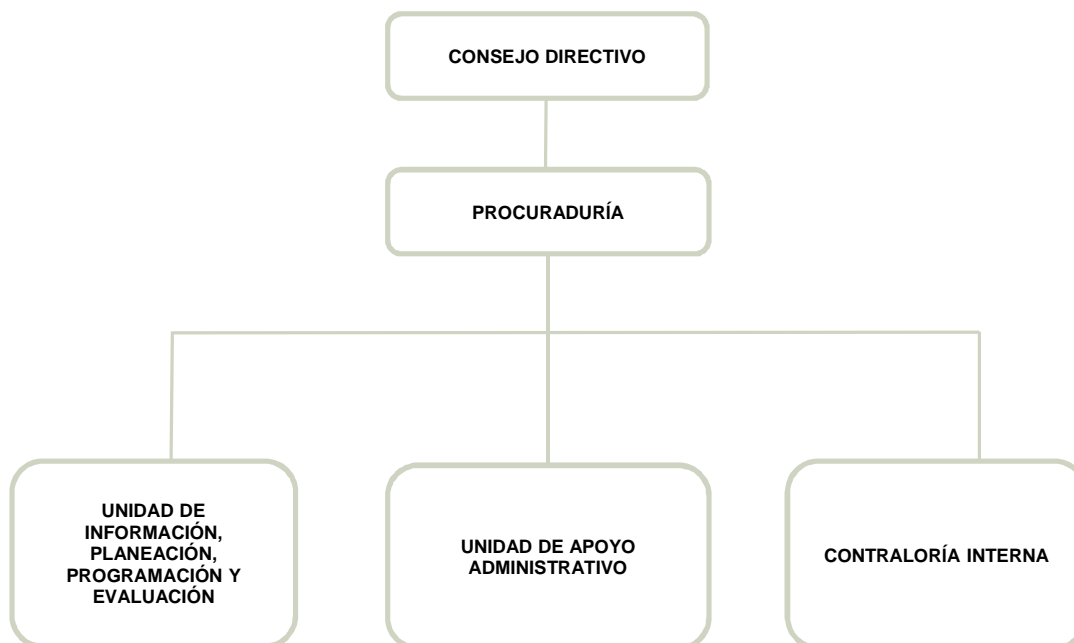 CONSEJO DIRECTIVO
PROCURADURÍA
UNIDAD DE
INFORMACIÓN,
PLANEACIÓN,
PROGRAMACIÓN Y
EVALUACIÓN
UNIDAD DE APOYO
ADMINISTRATIVO
CONTRALORÍA INTERNA